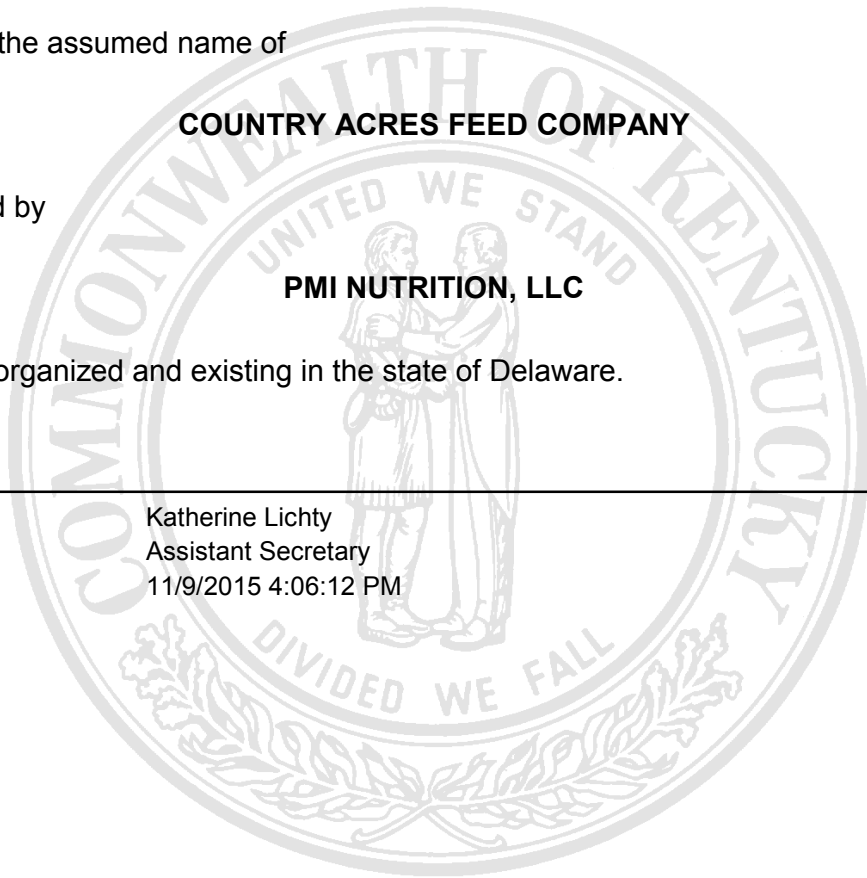 the assumed name of
COUNTRY ACRES FEED COMPANY
d by
PMI NUTRITION, LLC
organized and existing in the state of Delaware.
Katherine Lichty
Assistant Secretary
11/9/2015 4:06:12 PM
COMMONWEALTH OF KENTUCKY
UNITED WE STAND
DIVIDED WE FALL